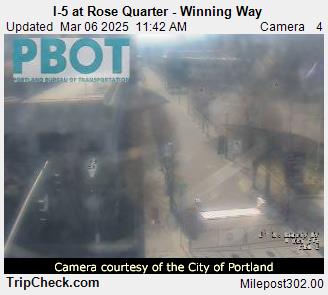 I-5 at Rose Quarter - Winning Way
Updated Mar 06 2025 11:42 AM Camera 4
PBOT
PORTLAND BUREAU OF TRANSPORTATION
Camera courtesy of the City of Portland
TripCheck.com Milepost302.00